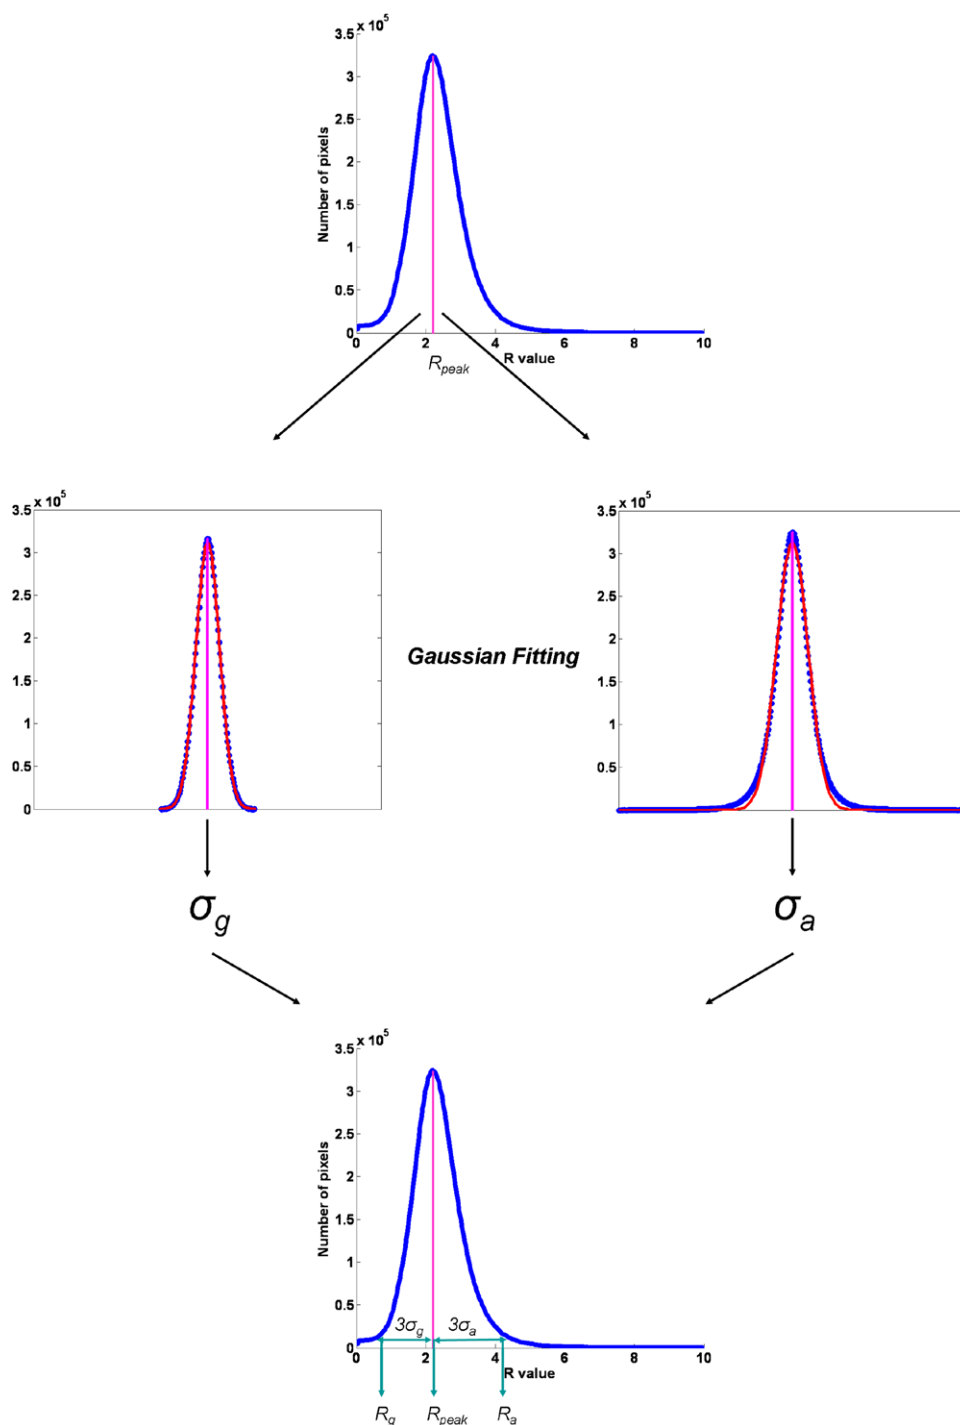 x 10^5
3.5
3
2.5
2
1.5
1
0.5
0
Number of pixels
0 2 4 6 8 10
R value
R_peak
x 10^5
3.5
3
2.5
2
1.5
1
0.5
0
x 10^5
3.5
3
2.5
2
1.5
1
0.5
Gaussian Fitting
σ_g
σ_a
x 10^5
3.5
3
2.5
2
1.5
1
0.5
0
Number of pixels
3σ_g 3σ_a
0 2 4 6 8 10
R value
R_g R_peak R_a